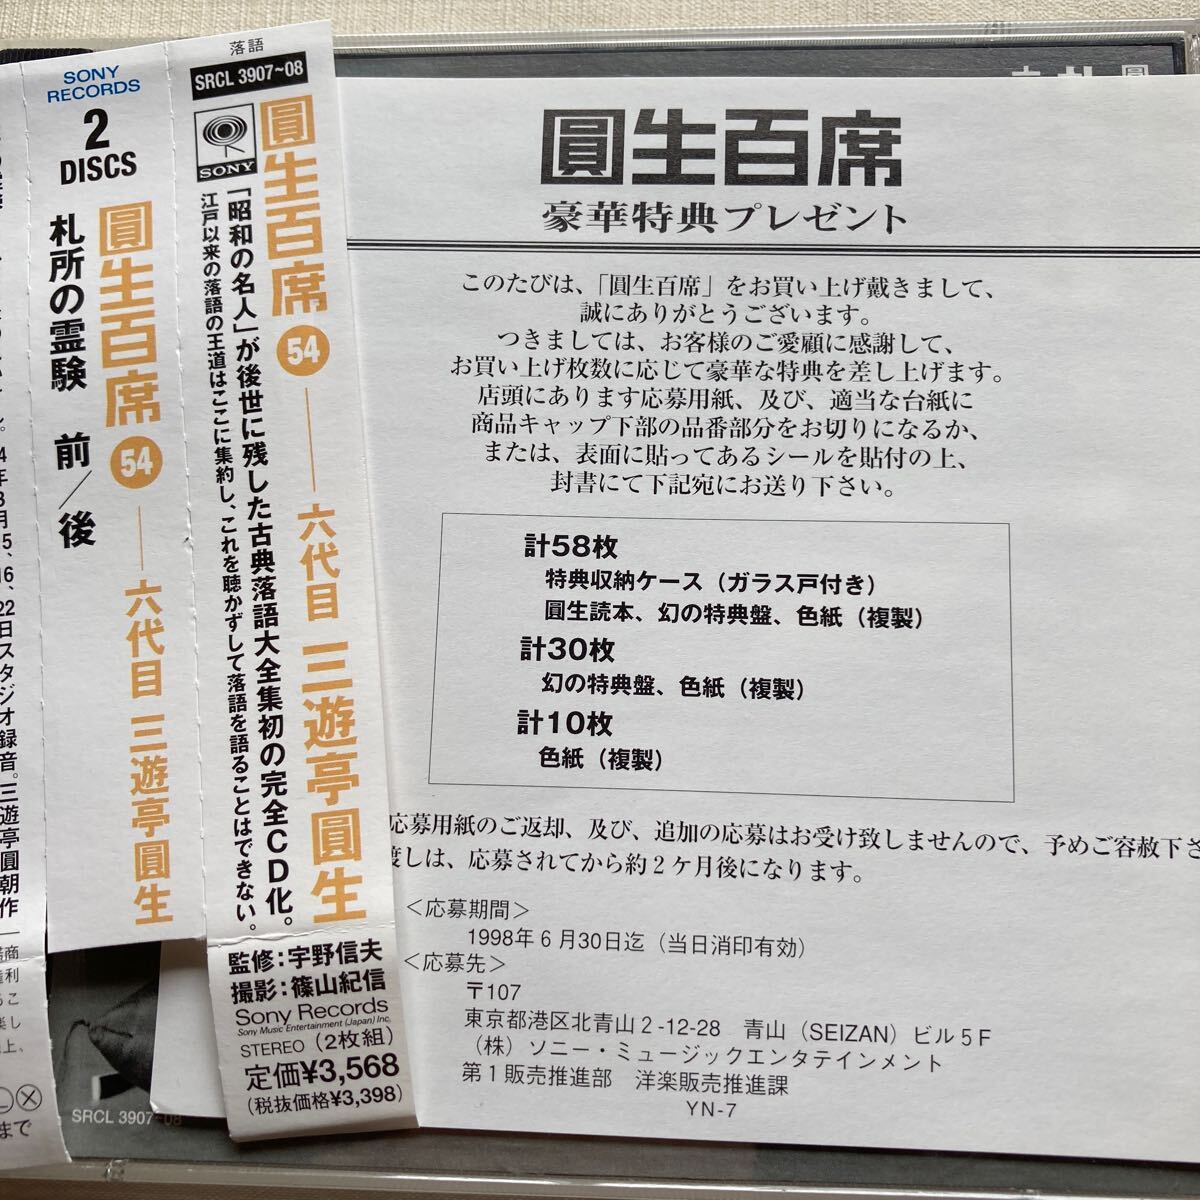 落語
SRCL 3907~08
SONY
圓生百席 54 六代目 三遊亭圓生
「昭和の名人」が後世に残した古典落語大全集初の完全CD化。
江戸以来の落語の王道はここに集約し、これを聴かずして落語を語ることはできない。
監修:宇野信夫
撮影:篠山紀信
Sony Records
Sony Music Entertainment (Japan) Inc.
STEREO (2枚組)
定価¥3,568
(税抜価格¥3,398)
SONY
RECORDS
2
DISCS
圓生百席 54 六代目 三遊亭圓生
札所の霊験 前/後
日スタジオ録音。三遊亭圓朝作
SRCL 3907~08
圓生百席
豪華特典プレゼント
このたびは、「圓生百席」をお買い上げ戴きまして、
誠にありがとうございます。
つきましては、お客様のご愛顧に感謝して、
お買い上げ枚数に応じて豪華な特典を差し上げます。
店頭にあります応募用紙、及び、適当な台紙に
商品キャップ下部の品番部分をお切りになるか、
または、表面に貼ってあるシールを貼付の上、
封書にて下記宛にお送り下さい。
計58枚
特典収納ケース（ガラス戸付き）
圓生読本、幻の特典盤、色紙（複製）
計30枚
幻の特典盤、色紙（複製）
計10枚
色紙（複製）
応募用紙のご返却、及び、追加の応募はお受け致しませんので、予めご容赦下さ
渡しは、応募されてから約2ケ月後になります。
＜応募期間＞
1998年6月30日迄（当日消印有効）
＜応募先＞
〒107
東京都港区北青山2-12-28 青山（SEIZAN）ビル5F
（株）ソニー・ミュージックエンタテインメント
第1販売推進部 洋楽販売推進課
YN-7